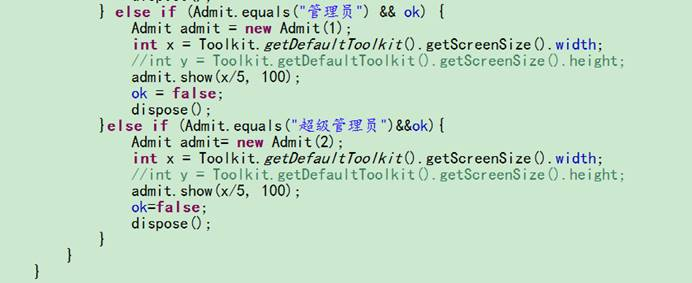 dispose();
} else if (Admit.equals("管理员") && ok) {
Admit admit = new Admit(1);
int x = Toolkit.getDefaultToolkit().getScreenSize().width;
//int y = Toolkit.getDefaultToolkit().getScreenSize().height;
admit.show(x/5, 100);
ok = false;
dispose();
}else if (Admit.equals("超级管理员")&&ok){
Admit admit= new Admit(2);
int x = Toolkit.getDefaultToolkit().getScreenSize().width;
//int y = Toolkit.getDefaultToolkit().getScreenSize().height;
admit.show(x/5, 100);
ok=false;
dispose();
}
}
}